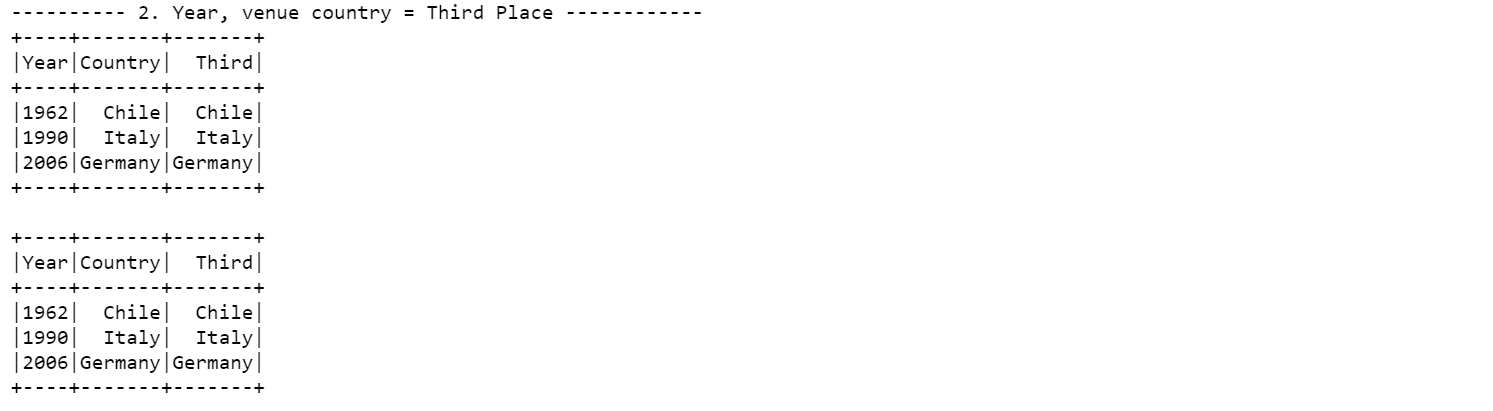 ---------- 2. Year, venue country = Third Place ------------
+----+-------+-------+
|Year|Country|  Third|
+----+-------+-------+
|1962|  Chile|  Chile|
|1990|  Italy|  Italy|
|2006|Germany|Germany|
+----+-------+-------+

+----+-------+-------+
|Year|Country|  Third|
+----+-------+-------+
|1962|  Chile|  Chile|
|1990|  Italy|  Italy|
|2006|Germany|Germany|
+----+-------+-------+